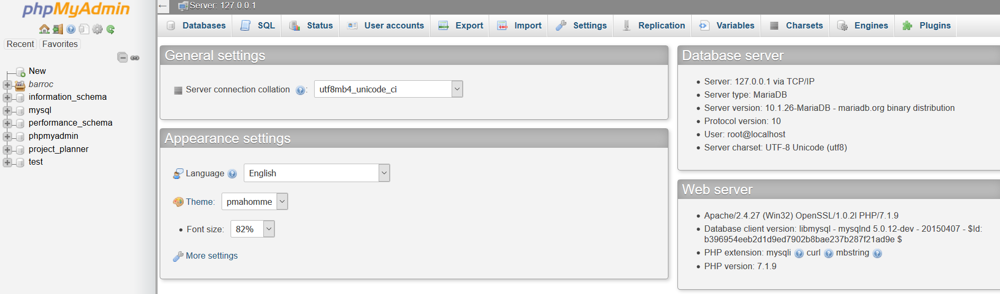 phpMyAdmin
Recent Favorites
New
barroc
information_schema
mysql
performance_schema
phpmyadmin
project_planner
test
← Server: 127.0.0.1
Databases SQL Status User accounts Export Import Settings Replication Variables Charsets Engines Plugins
General settings
Server connection collation : utf8mb4_unicode_ci
Appearance settings
Language English
Theme: pmahomme
• Font size: 82%
More settings
Database server
• Server: 127.0.0.1 via TCP/IP
• Server type: MariaDB
• Server version: 10.1.26-MariaDB - mariadb.org binary distribution
• Protocol version: 10
• User: root@localhost
• Server charset: UTF-8 Unicode (utf8)
Web server
• Apache/2.4.27 (Win32) OpenSSL/1.0.2l PHP/7.1.9
• Database client version: libmysql - mysqlnd 5.0.12-dev - 20150407 - $Id:
b396954eeb2d1d9ed7902b8bae237b287f21ad9e $
• PHP extension: mysqli curl mbstring
• PHP version: 7.1.9